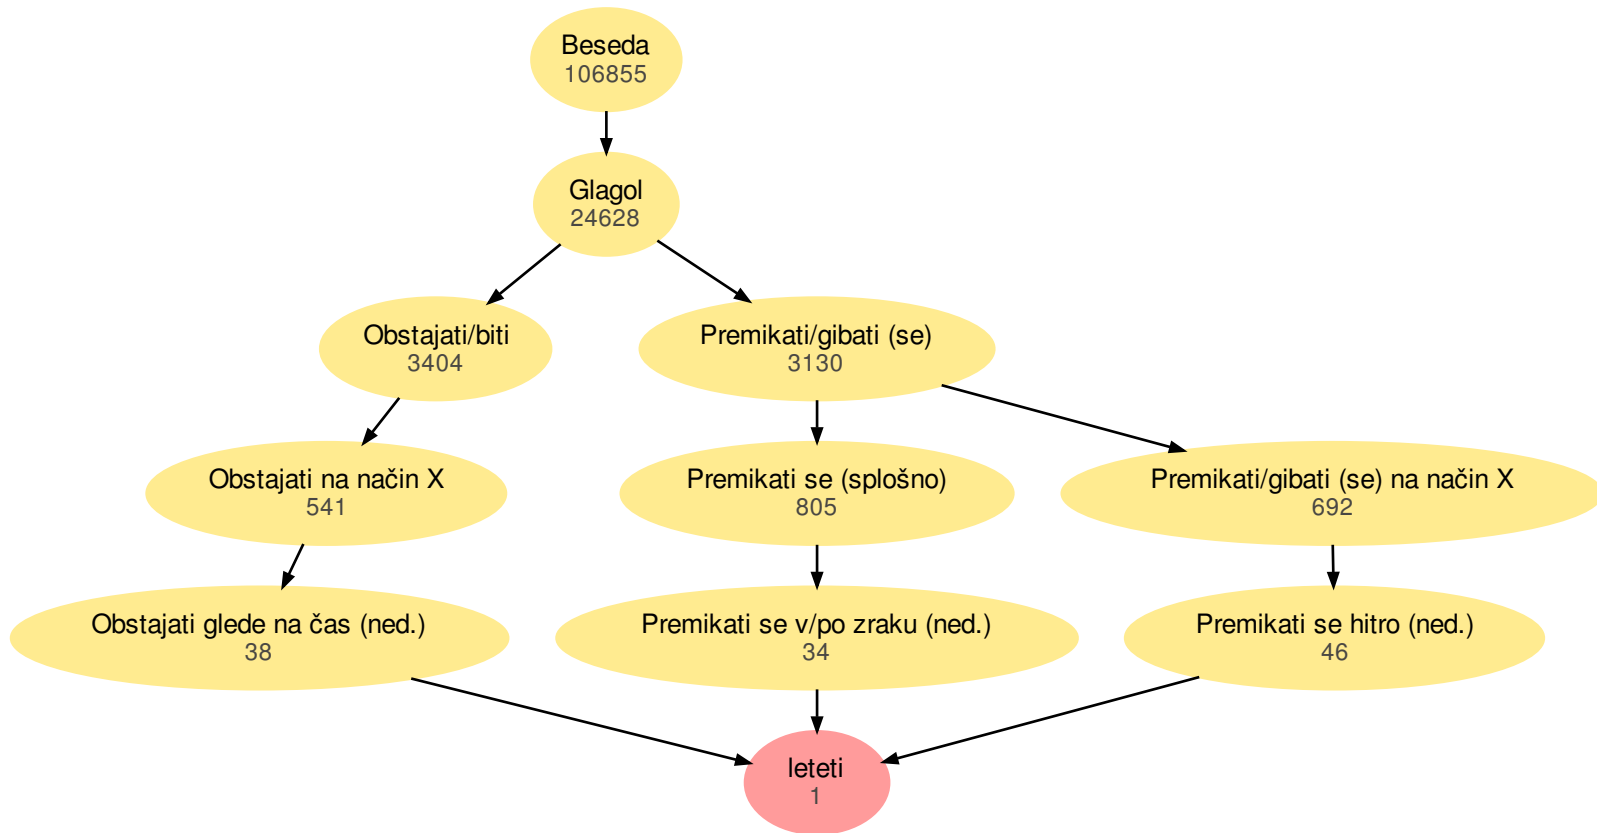 Beseda
106855
Glagol
24628
Obstajati/biti
3404
Premikati/gibati (se)
3130
Obstajati na način X
541
Premikati se (splošno)
805
Premikati/gibati (se) na način X
692
Obstajati glede na čas (ned.)
38
Premikati se v/po zraku (ned.)
34
Premikati se hitro (ned.)
46
leteti
1